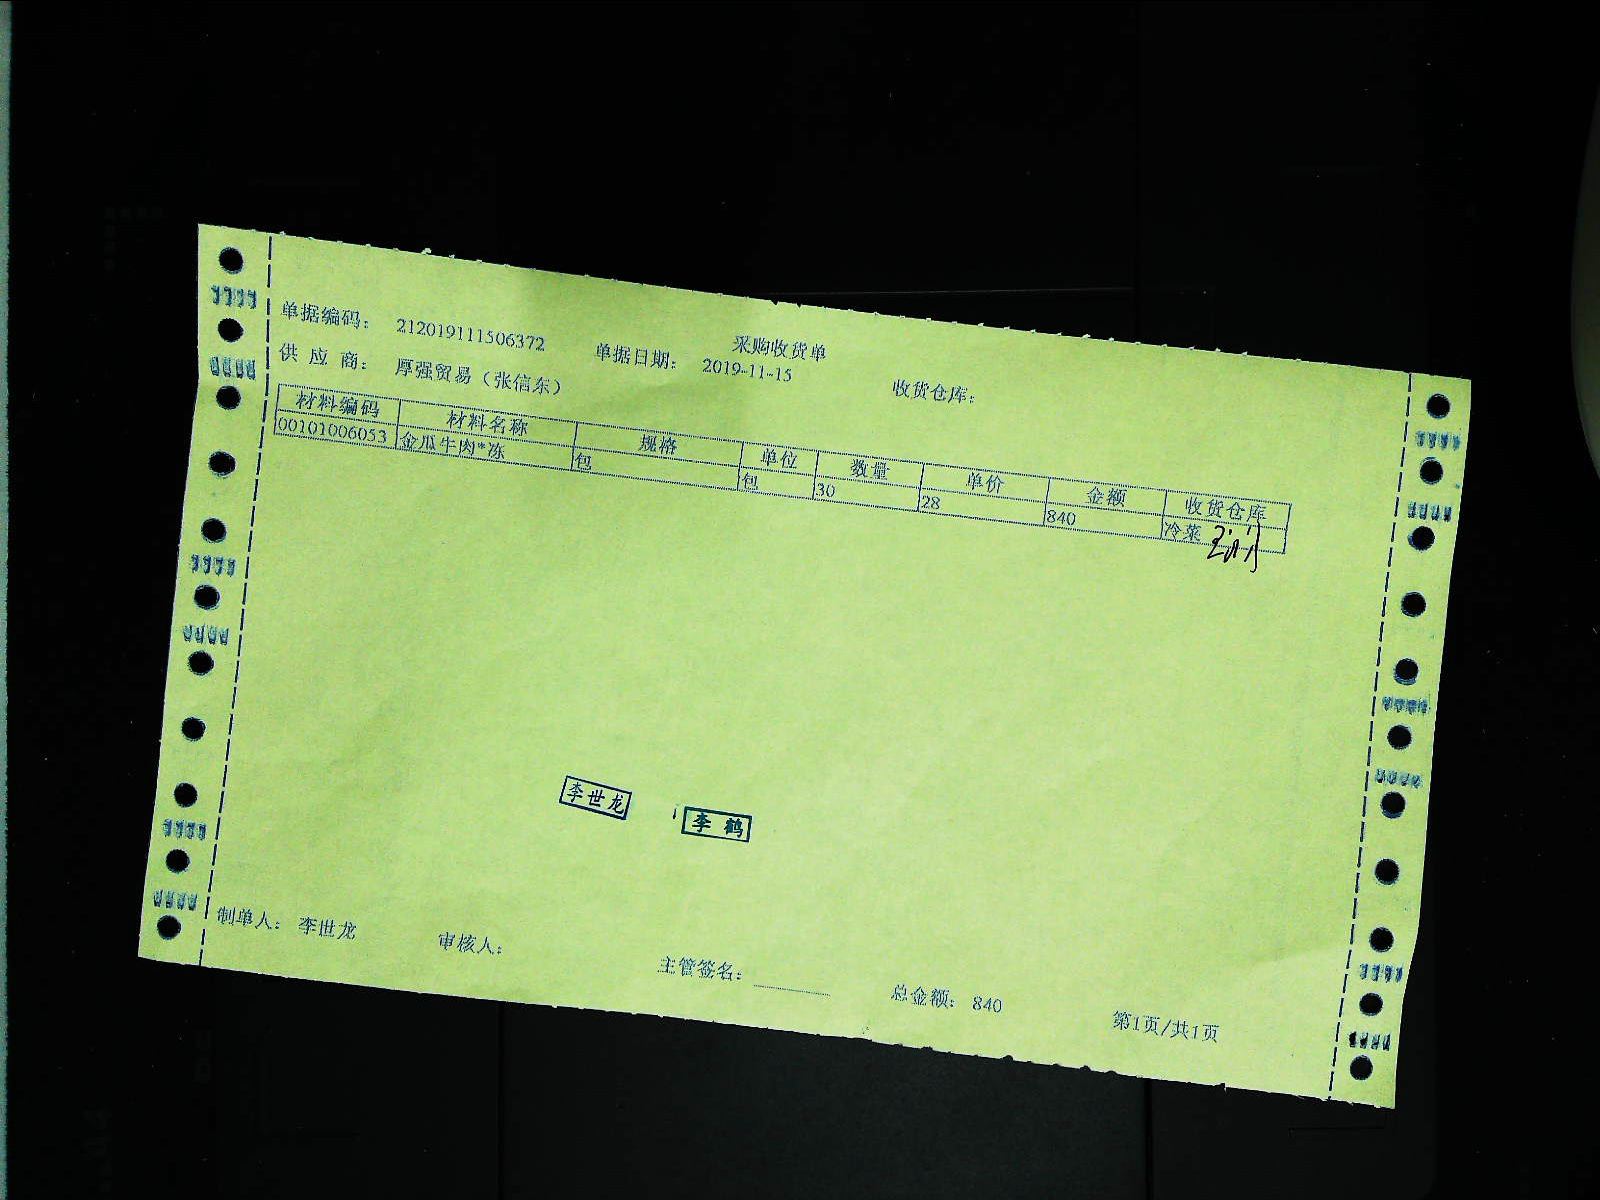 采购收货单
单据编码： 212019111506372 单据日期： 2019-11-15 收货仓库：
供 应 商： 厚强贸易（张信东）
材料编码 材料名称 规格 单位 数量 单价 金额 收货仓库
00101006053 金瓜牛肉*冻 包 包 30 28 840 冷菜
李世龙 李鹤
制单人： 李世龙 审核人： 主管签名： 总金额： 840 第1页/共1页